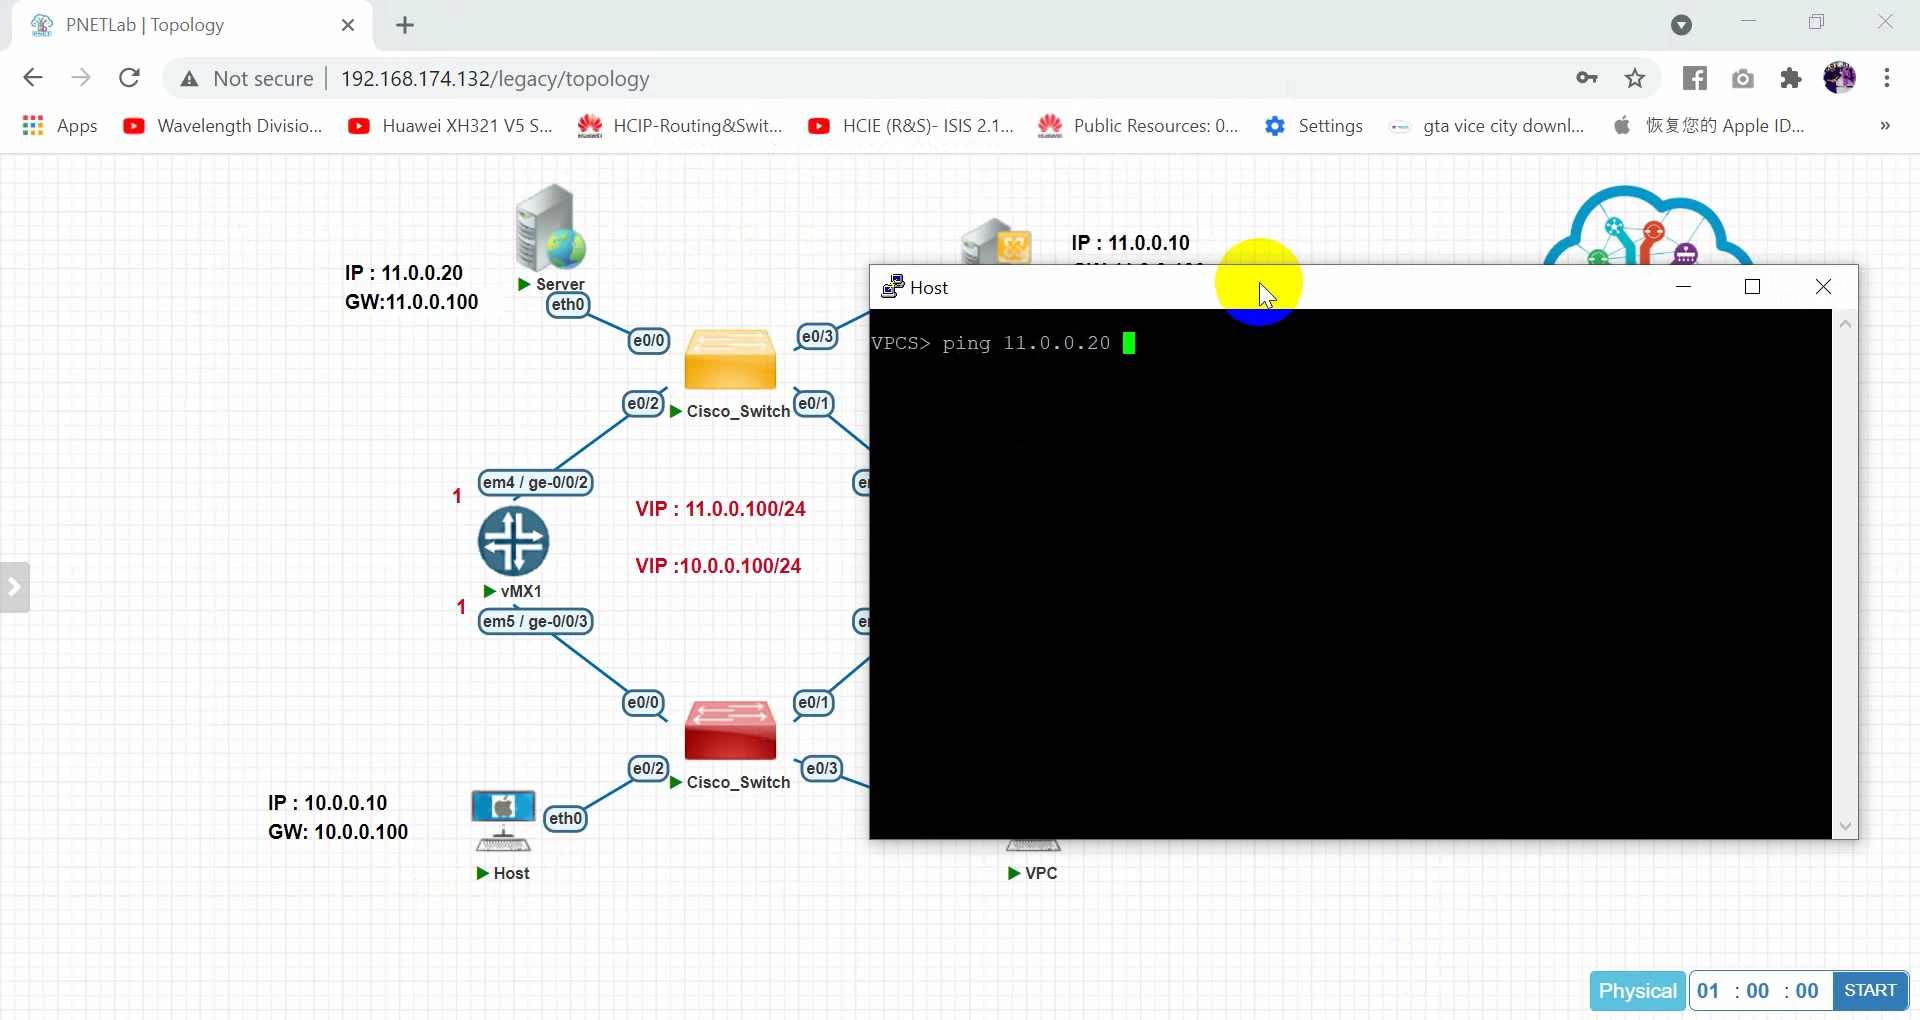 PNETLab | Topology
Not secure
192.168.174.132/legacy/topology
Apps
Wavelength Divisio...
Huawei XH321 V5 S...
HCIP-Routing&Swit...
HCIE (R&S)- ISIS 2.1...
Public Resources: 0...
Settings
gta vice city downl...
恢复您的 Apple ID...
»
IP : 11.0.0.20
GW:11.0.0.100
Server
eth0
IP : 11.0.0.10
e0/0
e0/3
e0/2
Cisco_Switch
e0/1
em4 / ge-0/0/2
1
VIP : 11.0.0.100/24
VIP :10.0.0.100/24
vMX1
1
em5 / ge-0/0/3
e0/0
e0/1
e0/2
Cisco_Switch
e0/3
IP : 10.0.0.10
GW: 10.0.0.100
eth0
Host
VPC
Host
VPCS> ping 11.0.0.20
Physical
01 : 00 : 00
START